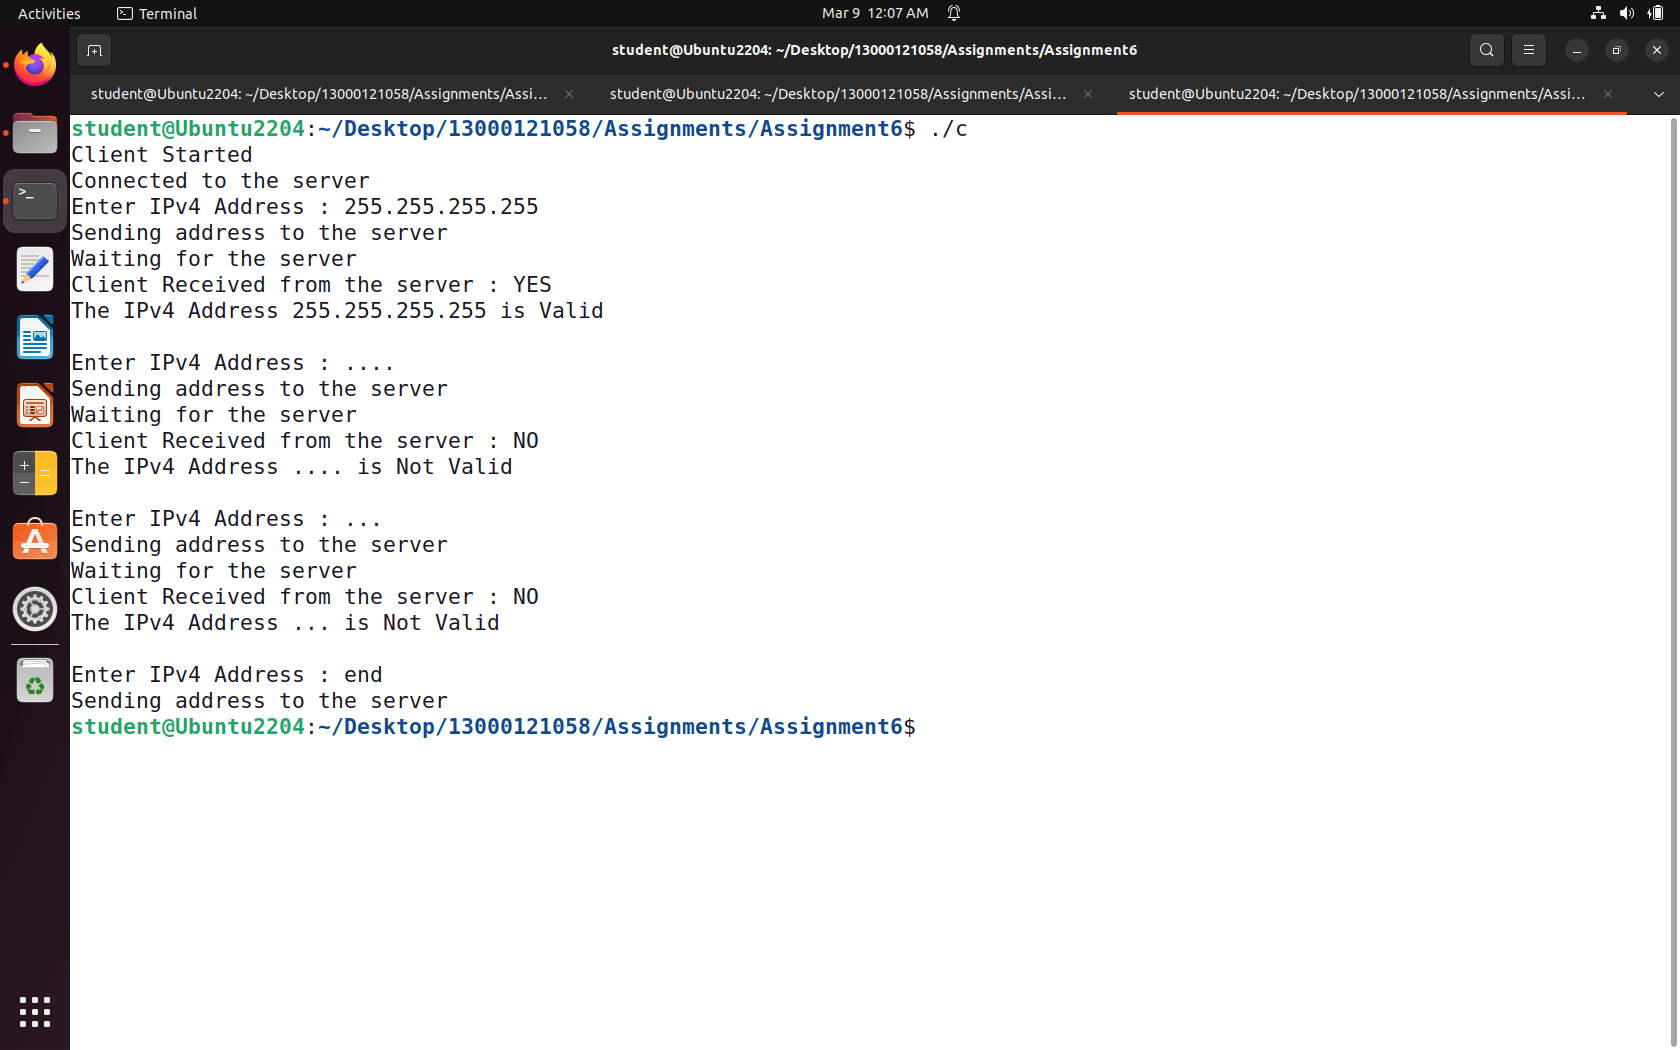 Activities Terminal Mar 9 12:07 AM
student@Ubuntu2204: ~/Desktop/13000121058/Assignments/Assignment6
student@Ubuntu2204: ~/Desktop/13000121058/Assignments/Assi... student@Ubuntu2204: ~/Desktop/13000121058/Assignments/Assi... student@Ubuntu2204: ~/Desktop/13000121058/Assignments/Assi...
student@Ubuntu2204:~/Desktop/13000121058/Assignments/Assignment6$ ./c
Client Started
Connected to the server
Enter IPv4 Address : 255.255.255.255
Sending address to the server
Waiting for the server
Client Received from the server : YES
The IPv4 Address 255.255.255.255 is Valid
Enter IPv4 Address : ....
Sending address to the server
Waiting for the server
Client Received from the server : NO
The IPv4 Address .... is Not Valid
Enter IPv4 Address : ...
Sending address to the server
Waiting for the server
Client Received from the server : NO
The IPv4 Address ... is Not Valid
Enter IPv4 Address : end
Sending address to the server
student@Ubuntu2204:~/Desktop/13000121058/Assignments/Assignment6$